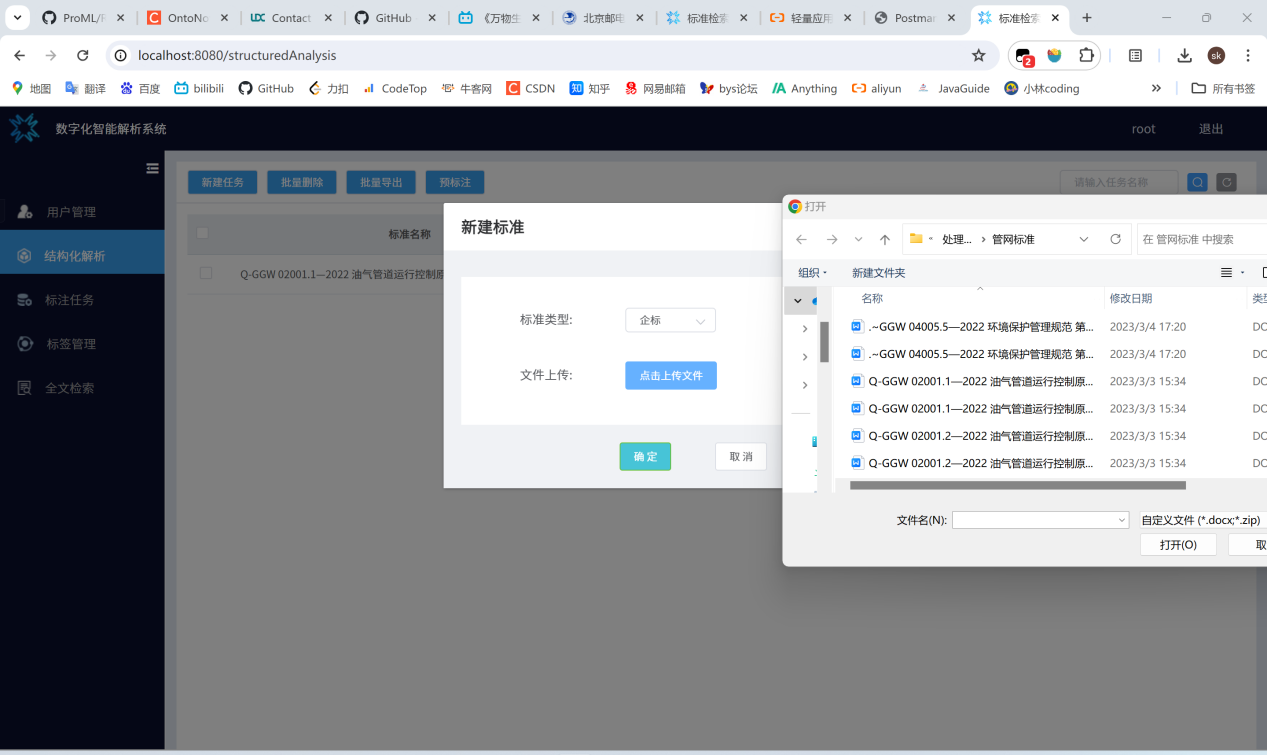 ProML/F
OntoNo
Contact
GitHub
《万物生
北京邮电
标准检索
轻量应用
Postman
标准检索
localhost:8080/structuredAnalysis
2
sk
地图
翻译
百度
bilibili
GitHub
力扣
CodeTop
牛客网
CSDN
知乎
网易邮箱
bys论坛
Anything
aliyun
JavaGuide
小林coding
所有书签
数字化智能解析系统
root
退出
用户管理
结构化解析
标注任务
标签管理
全文检索
新建任务
批量删除
批量导出
预标注
请输入任务名称
标准名称
Q-GGW 02001.1—2022 油气管道运行控制原
新建标准
标准类型:
企标
文件上传:
点击上传文件
确 定
取 消
打开
« 处理... › 管网标准
在 管网标准 中搜索
组织
新建文件夹
名称
修改日期
类型
.~GGW 04005.5—2022 环境保护管理规范 第...
2023/3/4 17:20
DO
.~GGW 04005.5—2022 环境保护管理规范 第...
2023/3/4 17:20
DO
Q-GGW 02001.1—2022 油气管道运行控制原...
2023/3/3 15:34
DO
Q-GGW 02001.1—2022 油气管道运行控制原...
2023/3/3 15:34
DO
Q-GGW 02001.2—2022 油气管道运行控制原...
2023/3/3 15:34
DO
Q-GGW 02001.2—2022 油气管道运行控制原...
2023/3/3 15:34
DO
文件名(N):
自定义文件 (*.docx;*.zip)
打开(O)
取